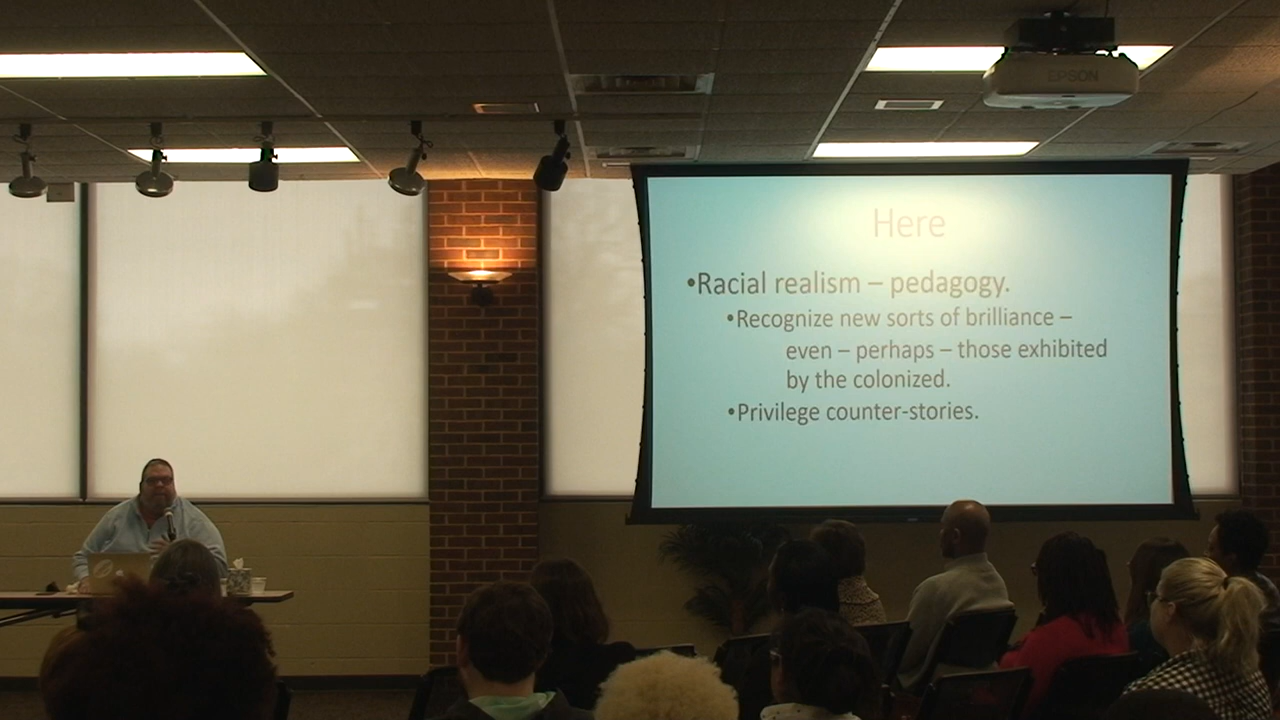 EPSON
Here
•Racial realism – pedagogy.
•Recognize new sorts of brilliance –
even – perhaps – those exhibited
by the colonized.
•Privilege counter-stories.